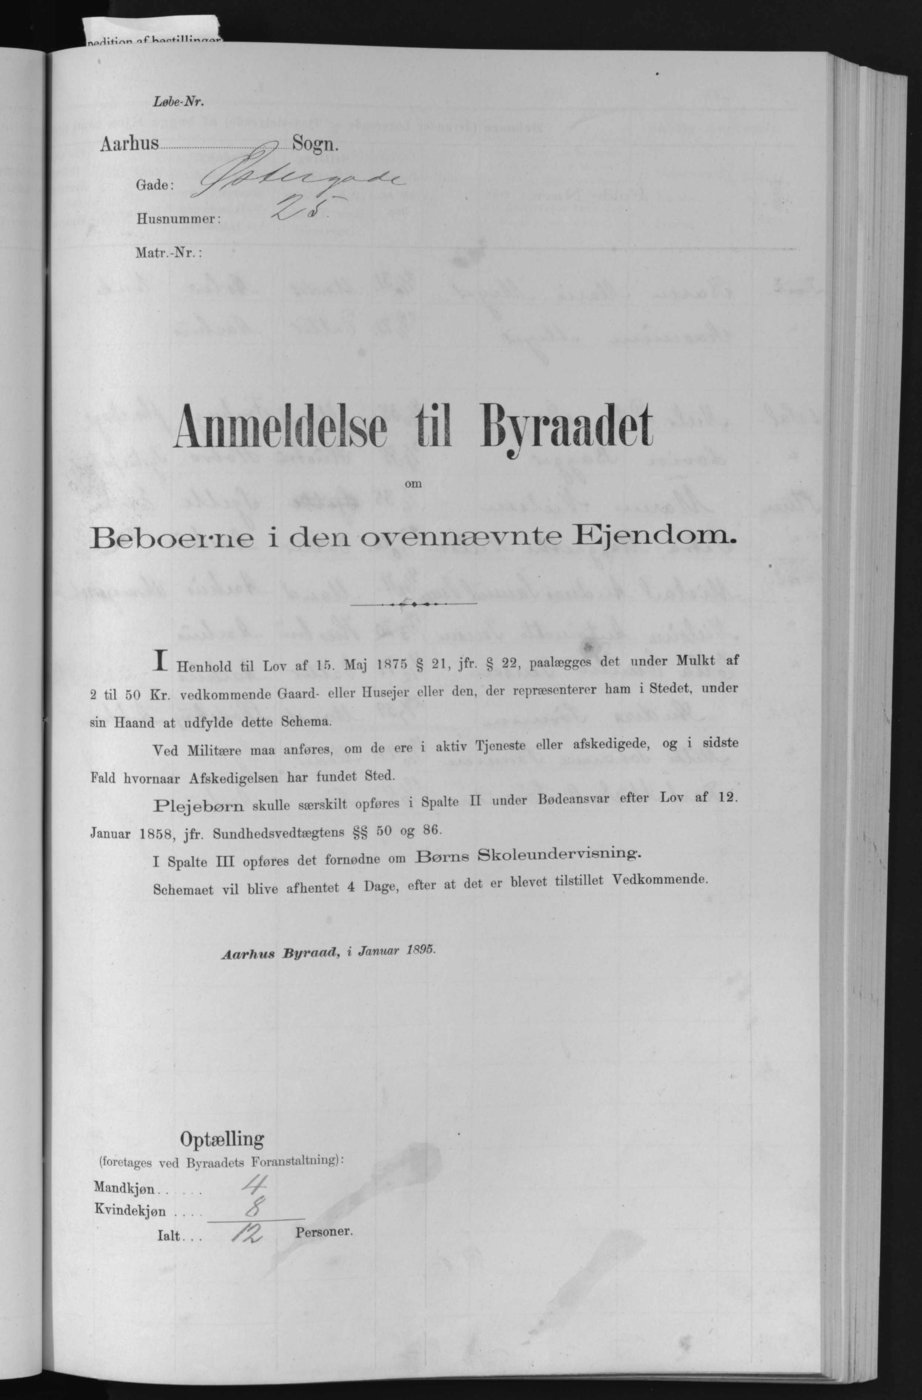 pedition af bestillinger
Løbe-Nr.
Aarhus Sogn.
Gade: Østergade
Husnummer: 25
Matr.-Nr.:
Anmeldelse til Byraadet
om
Beboerne i den ovennævnte Ejendom.
I Henhold til Lov af 15. Maj 1875 § 21, jfr. § 22, paalægges det under Mulkt af
2 til 50 Kr. vedkommende Gaard- eller Husejer eller den, der repræsenterer ham i Stedet, under
sin Haand at udfylde dette Schema.
Ved Militære maa anføres, om de ere i aktiv Tjeneste eller afskedigede, og i sidste
Fald hvornaar Afskedigelsen har fundet Sted.
Plejebørn skulle særskilt opføres i Spalte II under Bødeansvar efter Lov af 12.
Januar 1858, jfr. Sundhedsvedtægtens §§ 50 og 86.
I Spalte III opføres det fornødne om Børns Skoleundervisning.
Schemaet vil blive afhentet 4 Dage, efter at det er blevet tilstillet Vedkommende.
Aarhus Byraad, i Januar 1895.
Optælling
(foretages ved Byraadets Foranstaltning):
Mandkjøn...... 4
Kvindekjøn .... 8
Ialt... 12 Personer.